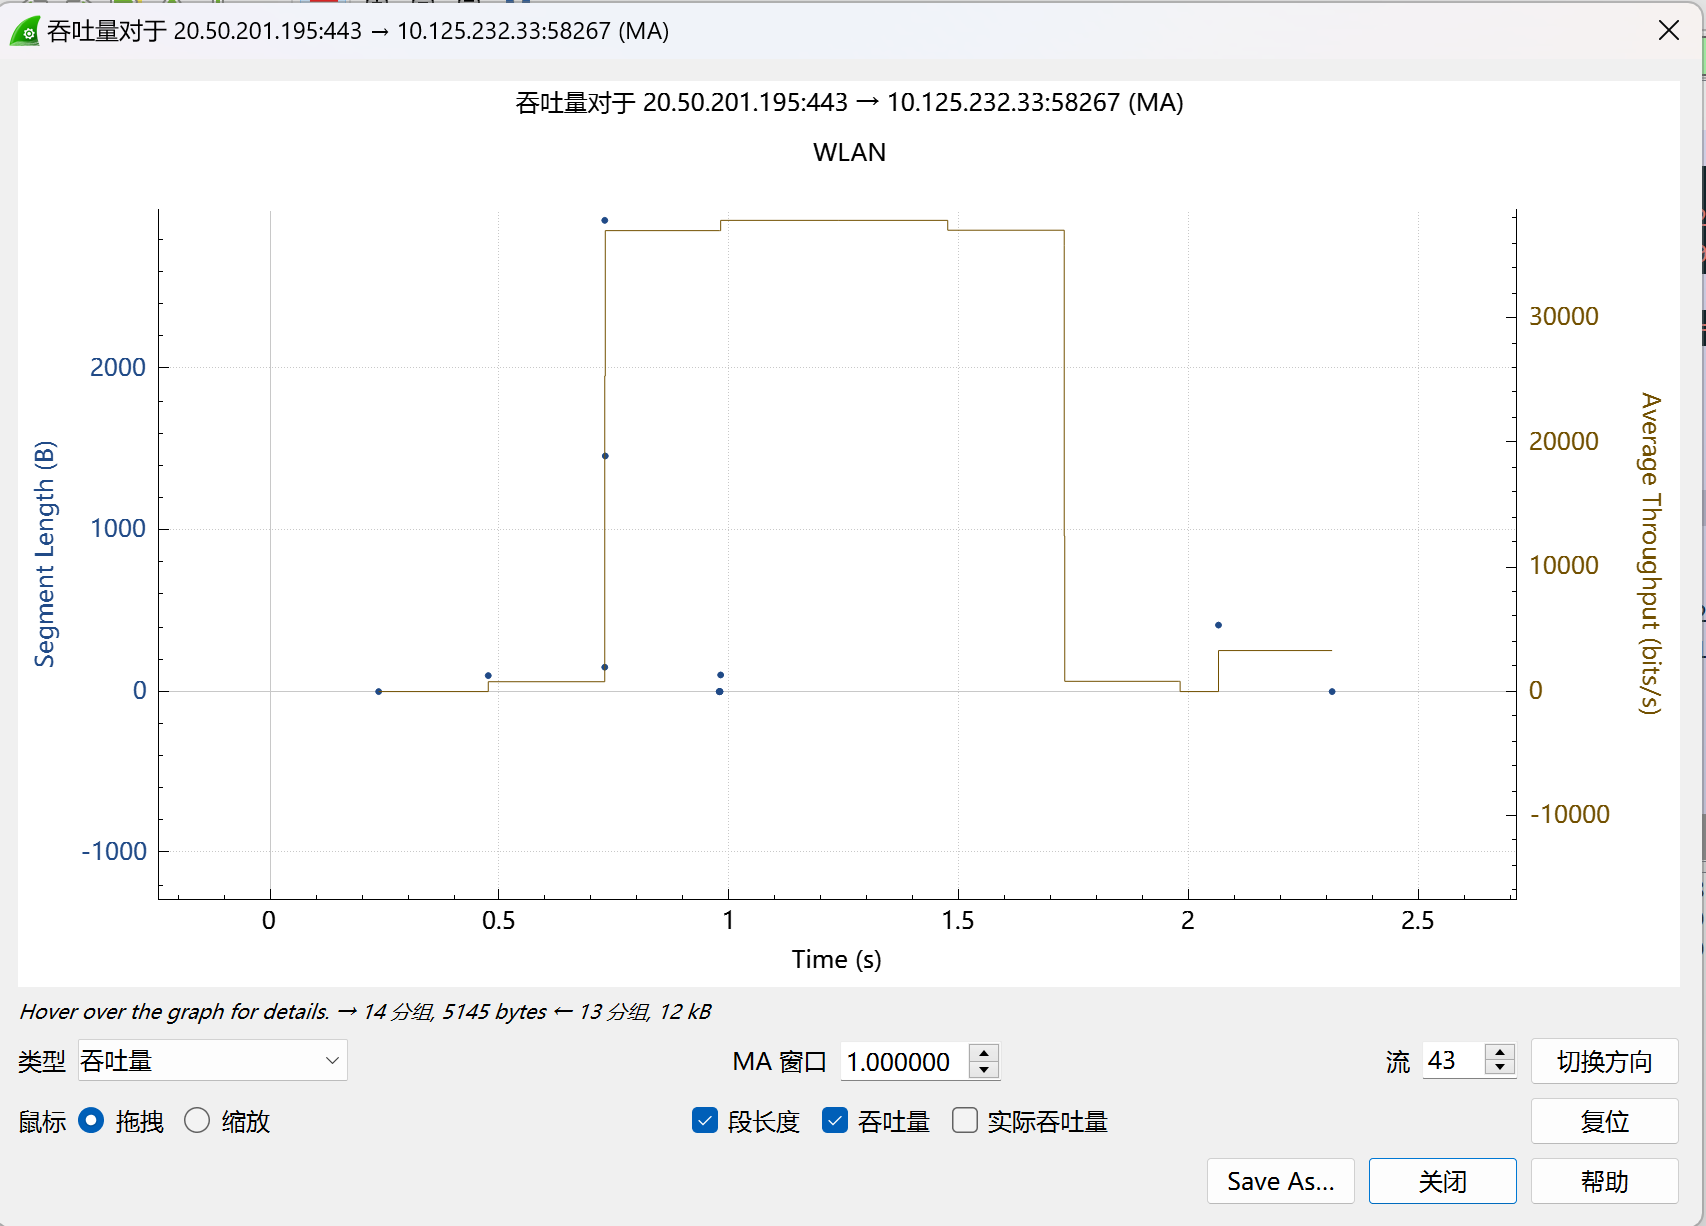 吞吐量对于 20.50.201.195:443 → 10.125.232.33:58267 (MA)
吞吐量对于 20.50.201.195:443 → 10.125.232.33:58267 (MA)
WLAN
Segment Length (B)
2000
1000
0
-1000
30000
20000
10000
0
-10000
Average Throughput (bits/s)
0 0.5 1 1.5 2 2.5
Time (s)
Hover over the graph for details. → 14 分组, 5145 bytes ← 13 分组, 12 kB
类型 吞吐量 MA 窗口 1.000000 流 43 切换方向
鼠标 拖拽 缩放 段长度 吞吐量 实际吞吐量 复位
Save As... 关闭 帮助